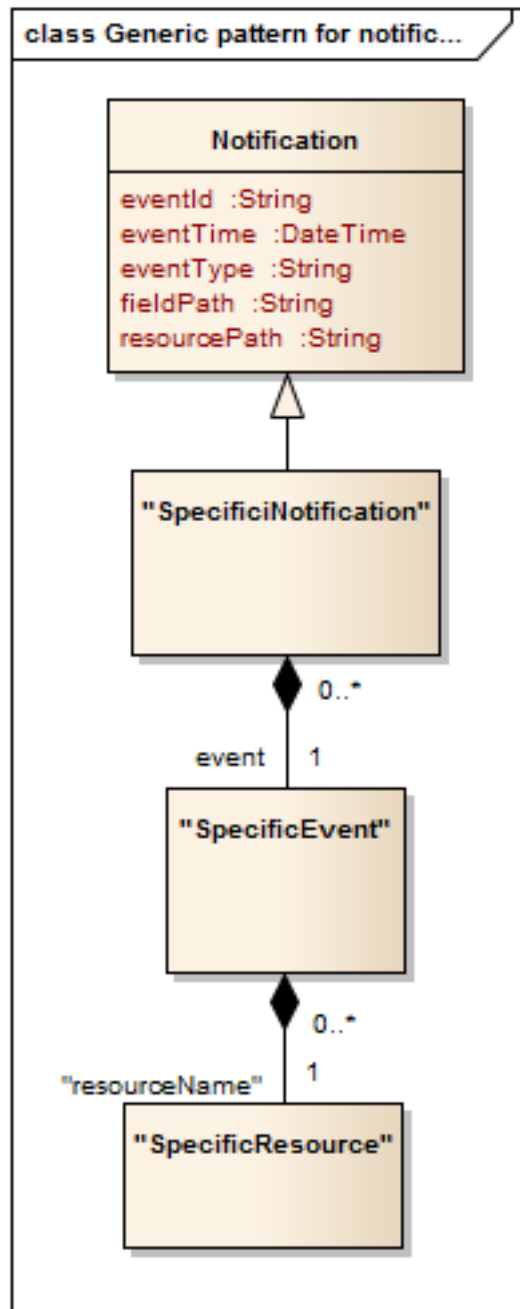 class Generic pattern for notific...
Notification
eventId :String
eventTime :DateTime
eventType :String
fieldPath :String
resourcePath :String
"SpecificiNotification"
0..*
event 1
"SpecificEvent"
0..*
1
"resourceName"
"SpecificResource"